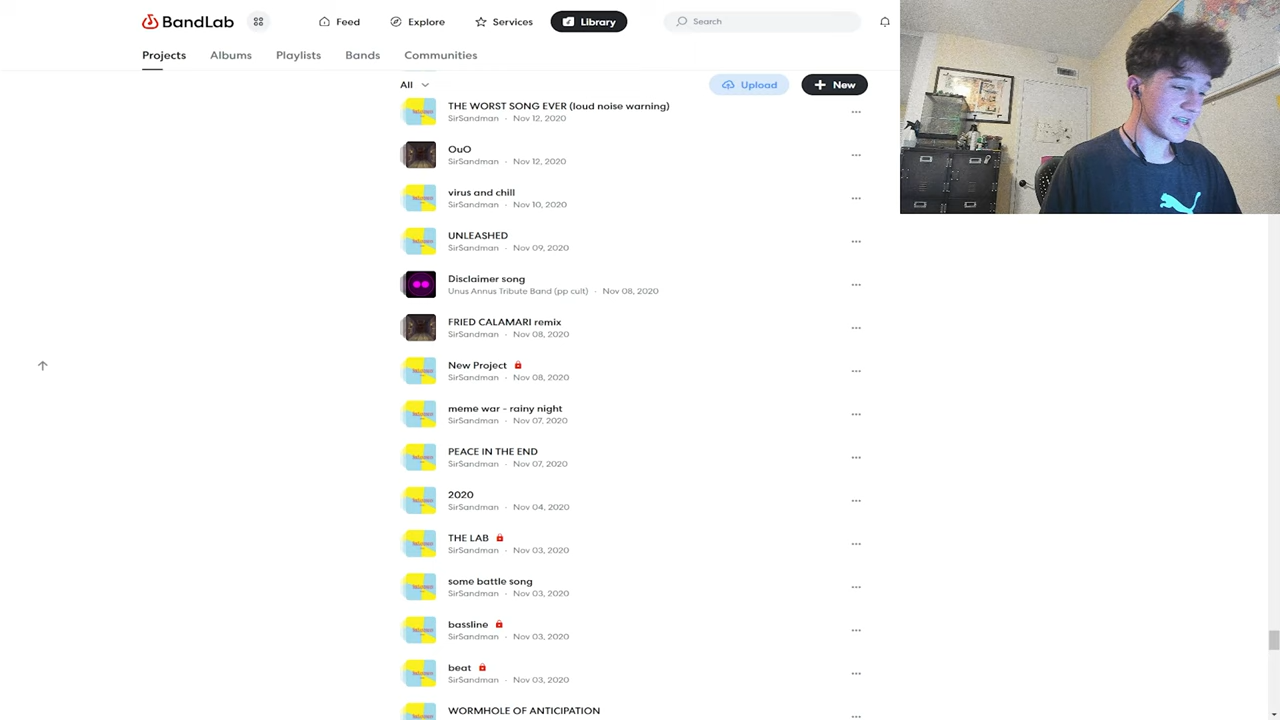 BandLab
Feed
Explore
Services
Library
Search
Projects
Albums
Playlists
Bands
Communities
All
Upload
New
THE WORST SONG EVER (loud noise warning)
SirSandman · Nov 12, 2020
OuO
SirSandman · Nov 12, 2020
virus and chill
SirSandman · Nov 10, 2020
UNLEASHED
SirSandman · Nov 09, 2020
Disclaimer song
Unus Annus Tribute Band (pp cult) · Nov 08, 2020
FRIED CALAMARI remix
SirSandman · Nov 08, 2020
New Project
SirSandman · Nov 08, 2020
meme war - rainy night
SirSandman · Nov 07, 2020
PEACE IN THE END
SirSandman · Nov 07, 2020
2020
SirSandman · Nov 04, 2020
THE LAB
SirSandman · Nov 03, 2020
some battle song
SirSandman · Nov 03, 2020
bassline
SirSandman · Nov 03, 2020
beat
SirSandman · Nov 03, 2020
WORMHOLE OF ANTICIPATION